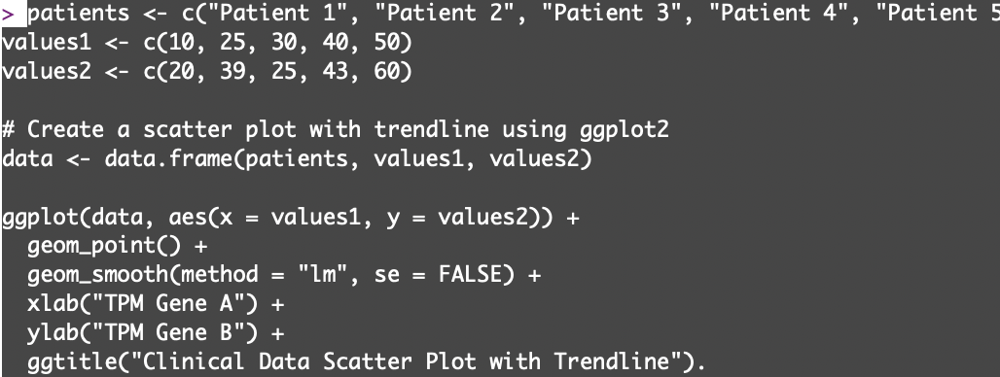 > patients <- c("Patient 1", "Patient 2", "Patient 3", "Patient 4", "Patient 5
values1 <- c(10, 25, 30, 40, 50)
values2 <- c(20, 39, 25, 43, 60)
# Create a scatter plot with trendline using ggplot2
data <- data.frame(patients, values1, values2)
ggplot(data, aes(x = values1, y = values2)) +
  geom_point() +
  geom_smooth(method = "lm", se = FALSE) +
  xlab("TPM Gene A") +
  ylab("TPM Gene B") +
  ggtitle("Clinical Data Scatter Plot with Trendline").